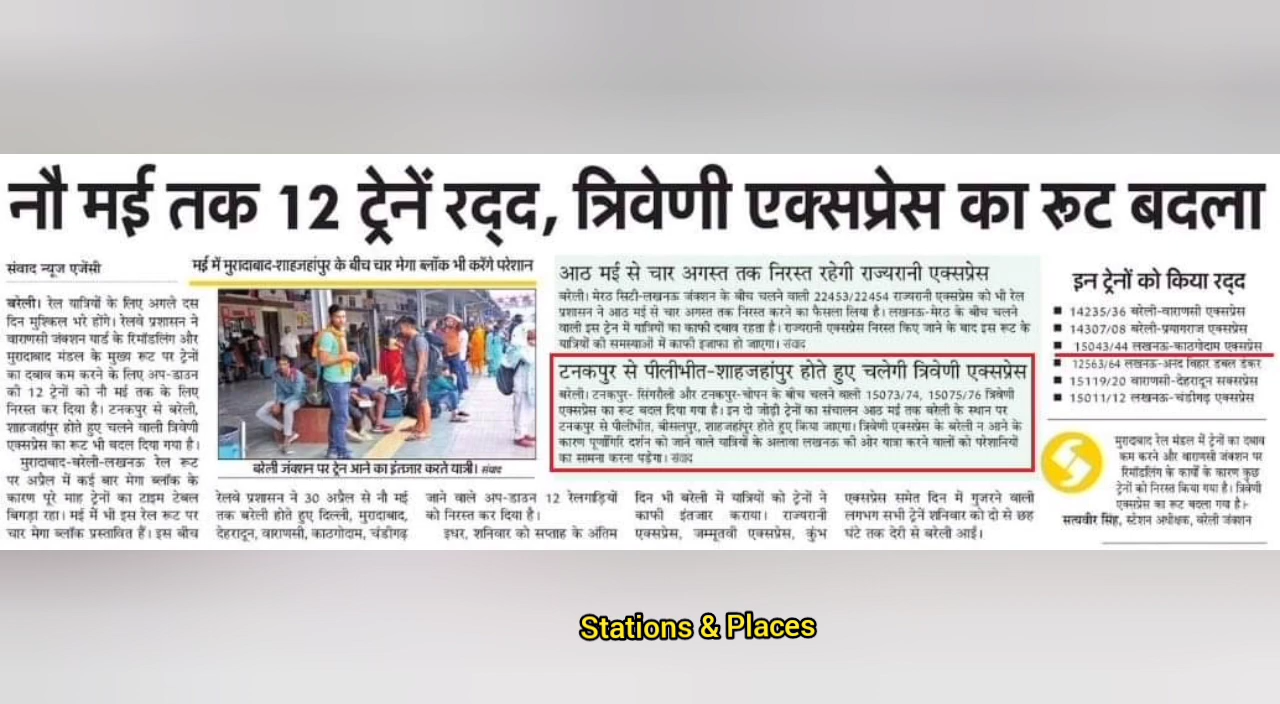 नौ मई तक 12 ट्रेनें रद्द, त्रिवेणी एक्सप्रेस का रूट बदला
संवाद न्यूज एजेंसी
बरेली। रेल यात्रियों के लिए अगले दस
दिन मुश्किल भरे होंगे। रेलवे प्रशासन ने
वाराणसी जंक्शन यार्ड के रिमॉडलिंग और
मुरादाबाद मंडल के मुख्य रूट पर ट्रेनों
का दबाव कम करने के लिए अप-डाउन
की 12 ट्रेनों को नौ मई तक के लिए
निरस्त कर दिया है। टनकपुर से बरेली,
शाहजहांपुर होते हुए चलने वाली त्रिवेणी
एक्सप्रेस का रूट भी बदल दिया गया है।
मुरादाबाद-बरेली-लखनऊ रेल रूट
पर अप्रैल में कई बार मेगा ब्लॉक के
कारण पूरे माह ट्रेनों का टाइम टेबल
बिगड़ा रहा। मई में भी इस रेल रूट पर
चार मेगा ब्लॉक प्रस्तावित हैं। इस बीच
मई में मुरादाबाद-शाहजहांपुर के बीच चार मेगा ब्लॉक भी करेंगे परेशान
बरेली जंक्शन पर ट्रेन आने का इंतजार करते यात्री। संवाद
रेलवे प्रशासन ने 30 अप्रैल से नौ मई
तक बरेली होते हुए दिल्ली, मुरादाबाद,
देहरादून, वाराणसी, काठगोदाम, चंडीगढ़
जाने वाले अप-डाउन 12 रेलगाड़ियों
को निरस्त कर दिया है।
इधर, शनिवार को सप्ताह के अंतिम
दिन भी बरेली में यात्रियों को ट्रेनों ने
काफी इंतजार कराया। राज्यरानी
एक्सप्रेस, जम्मूतवी एक्सप्रेस, कुंभ
एक्सप्रेस समेत दिन में गुजरने वाली
लगभग सभी ट्रेनें शनिवार को दो से छह
घंटे तक देरी से बरेली आईं।
आठ मई से चार अगस्त तक निरस्त रहेगी राज्यरानी एक्सप्रेस
बरेली। मेरठ सिटी-लखनऊ जंक्शन के बीच चलने वाली 22453/22454 राज्यरानी एक्सप्रेस को भी रेल
प्रशासन ने आठ मई से चार अगस्त तक निरस्त करने का फैसला लिया है। लखनऊ-मेरठ के बीच चलने
वाली इस ट्रेन में यात्रियों का काफी दबाव रहता है। राज्यरानी एक्सप्रेस निरस्त किए जाने के बाद इस रूट के
यात्रियों की समस्याओं में काफी इजाफा हो जाएगा। संवाद
टनकपुर से पीलीभीत-शाहजहांपुर होते हुए चलेगी त्रिवेणी एक्सप्रेस
बरेली। टनकपुर- सिंगरौली और टनकपुर-चोपन के बीच चलने वाली 15073/74, 15075/76 त्रिवेणी
एक्सप्रेस का रूट बदल दिया गया है। इन दो जोड़ी ट्रेनों का संचालन आठ मई तक बरेली के स्थान पर
टनकपुर से पीलीभीत, बीसलपुर, शाहजहांपुर होते हुए किया जाएगा। त्रिवेणी एक्सप्रेस के बरेली न आने के
कारण पूर्णागिरि दर्शन को जाने वाले यात्रियों के अलावा लखनऊ की ओर यात्रा करने वालों को परेशानियों
का सामना करना पड़ेगा। संवाद
इन ट्रेनों को किया रद्द
14235/36 बरेली-वाराणसी एक्सप्रेस
14307/08 बरेली-प्रयागराज एक्सप्रेस
15043/44 लखनऊ-काठगोदाम एक्सप्रेस
12563/64 लखनऊ-अनंद विहार डबल डेकर
15119/20 वाराणसी-देहरादून एक्सप्रेस
15011/12 लखनऊ-चंडीगढ़ एक्सप्रेस
मुरादाबाद रेल मंडल में ट्रेनों का दबाव
कम करने और वाराणसी जंक्शन पर
रिमॉडलिंग के कार्यों के कारण कुछ
ट्रेनों को निरस्त किया गया है। त्रिवेणी
एक्सप्रेस का रूट बदला गया है।-
सत्यवीर सिंह, स्टेशन अधीक्षक, बरेली जंक्शन
Stations & Places